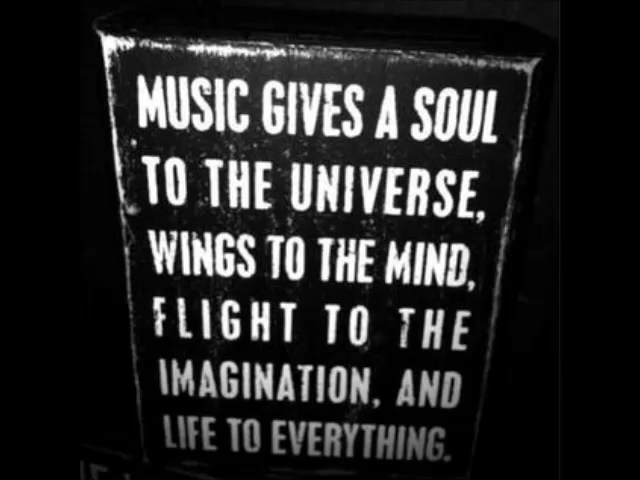 MUSIC GIVES A SOUL
TO THE UNIVERSE,
WINGS TO THE MIND,
FLIGHT TO THE
IMAGINATION, AND
LIFE TO EVERYTHING.